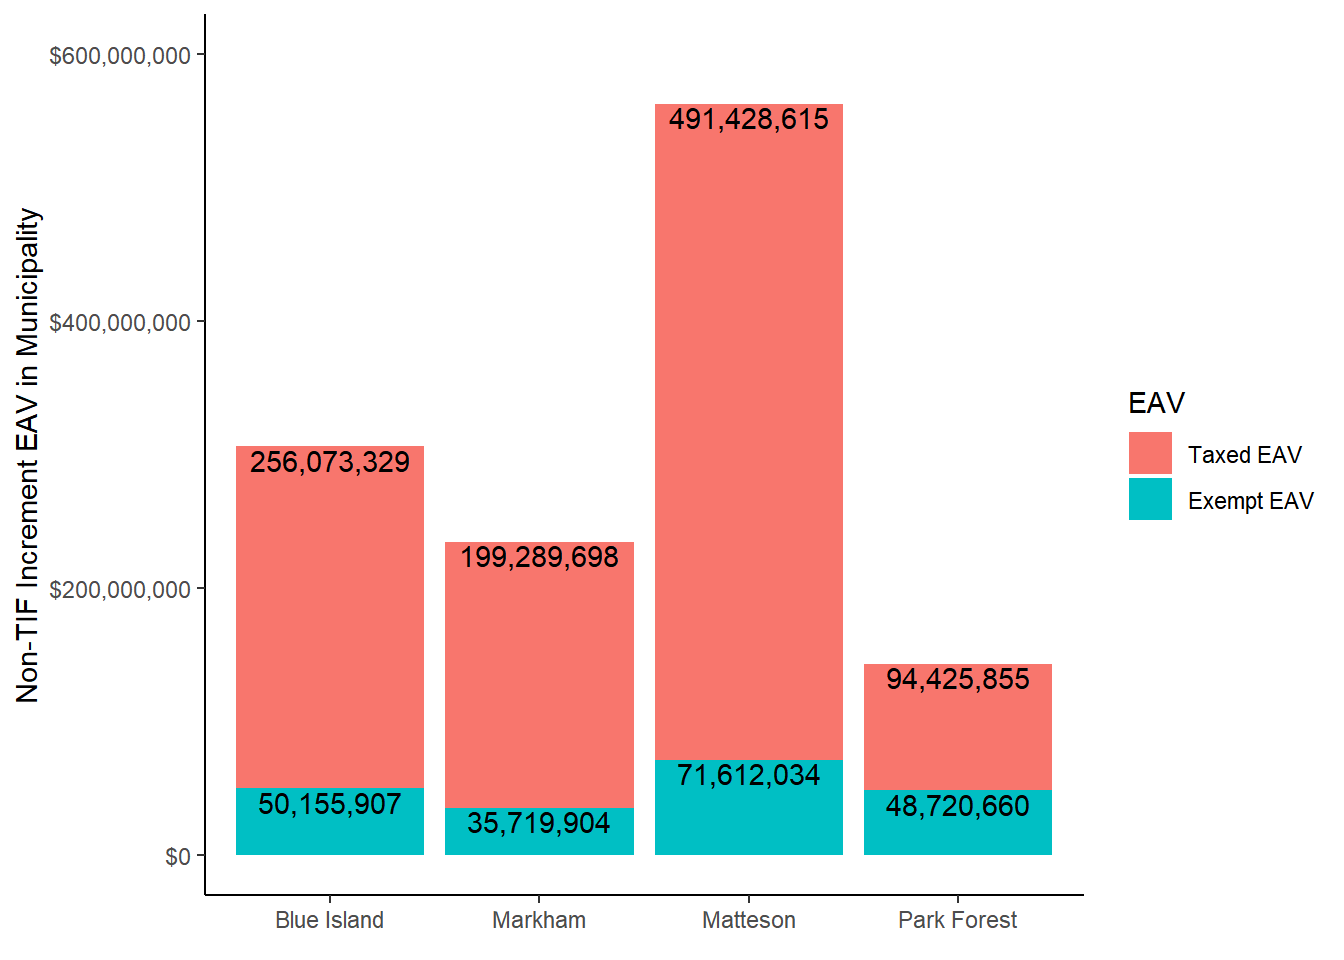 Non-TIF Increment EAV in Municipality
$600,000,000
$400,000,000
$200,000,000
$0
491,428,615
256,073,329
199,289,698
94,425,855
71,612,034
50,155,907
35,719,904
48,720,660
Blue Island
Markham
Matteson
Park Forest
EAV
Taxed EAV
Exempt EAV